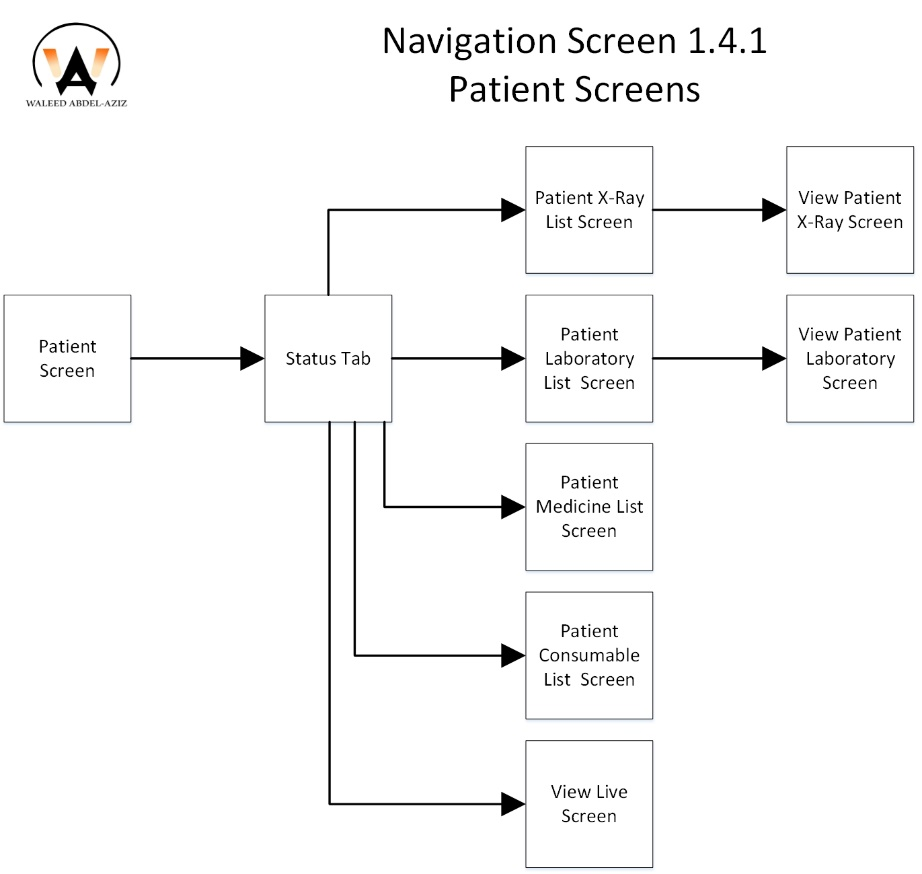 WALEED ABDEL-AZIZ
Navigation Screen 1.4.1
Patient Screens
Patient X-Ray
List Screen
View Patient
X-Ray Screen
Patient
Screen
Status Tab
Patient
Laboratory
List Screen
View Patient
Laboratory
Screen
Patient
Medicine List
Screen
Patient
Consumable
List Screen
View Live
Screen